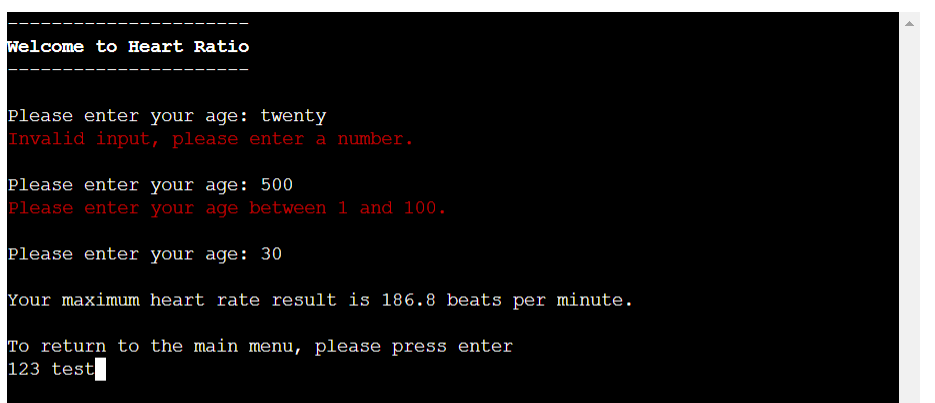 ----------------------
Welcome to Heart Ratio
----------------------
Please enter your age: twenty
Invalid input, please enter a number.
Please enter your age: 500
Please enter your age between 1 and 100.
Please enter your age: 30
Your maximum heart rate result is 186.8 beats per minute.
To return to the main menu, please press enter
123 test